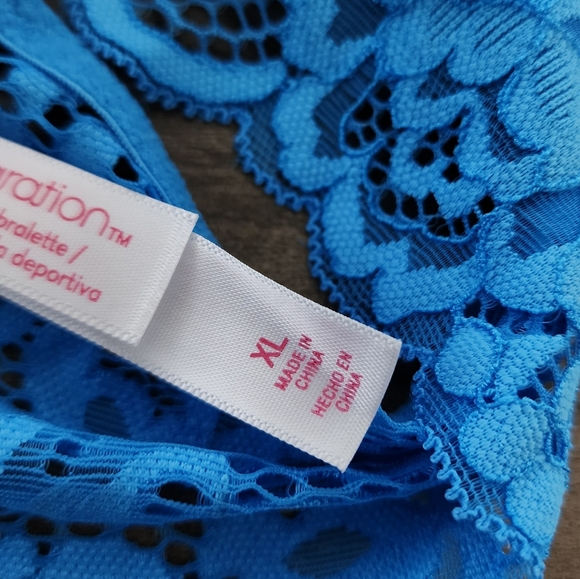 ration™
bralette /
deportiva
XL
MADE IN
CHINA
HECHO EN
CHINA